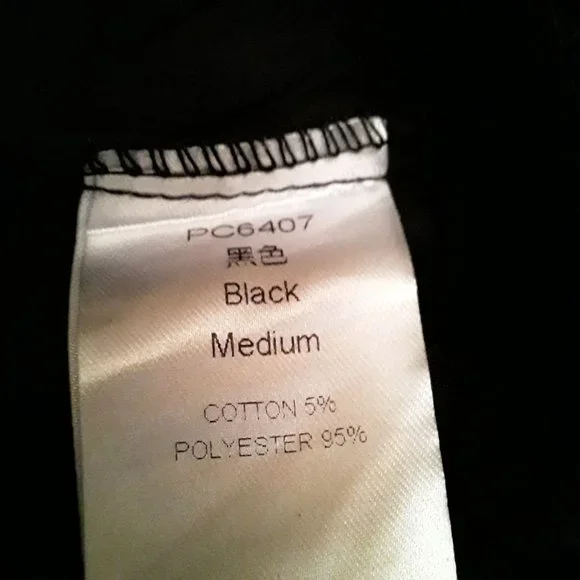 PC6407
黑色
Black
Medium
COTTON 5%
POLYESTER 95%